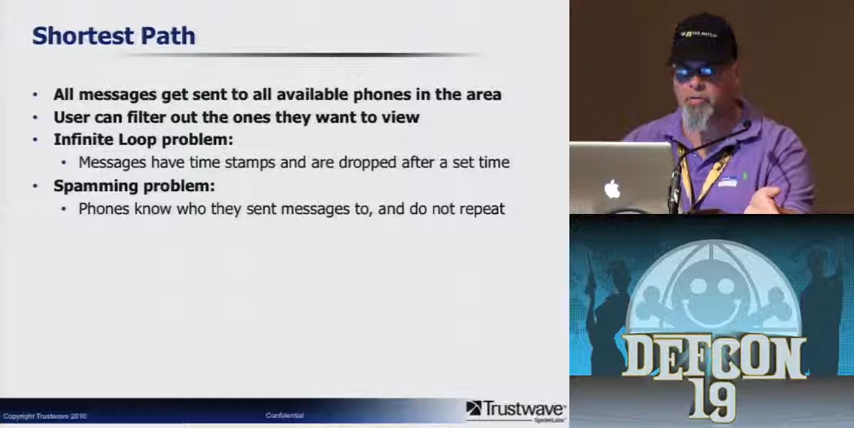 Shortest Path
• All messages get sent to all available phones in the area
• User can filter out the ones they want to view
• Infinite Loop problem:
• Messages have time stamps and are dropped after a set time
• Spamming problem:
• Phones know who they sent messages to, and do not repeat
Copyright Trustwave 2010
Confidential
Trustwave
SpiderLabs
DEFCON
19